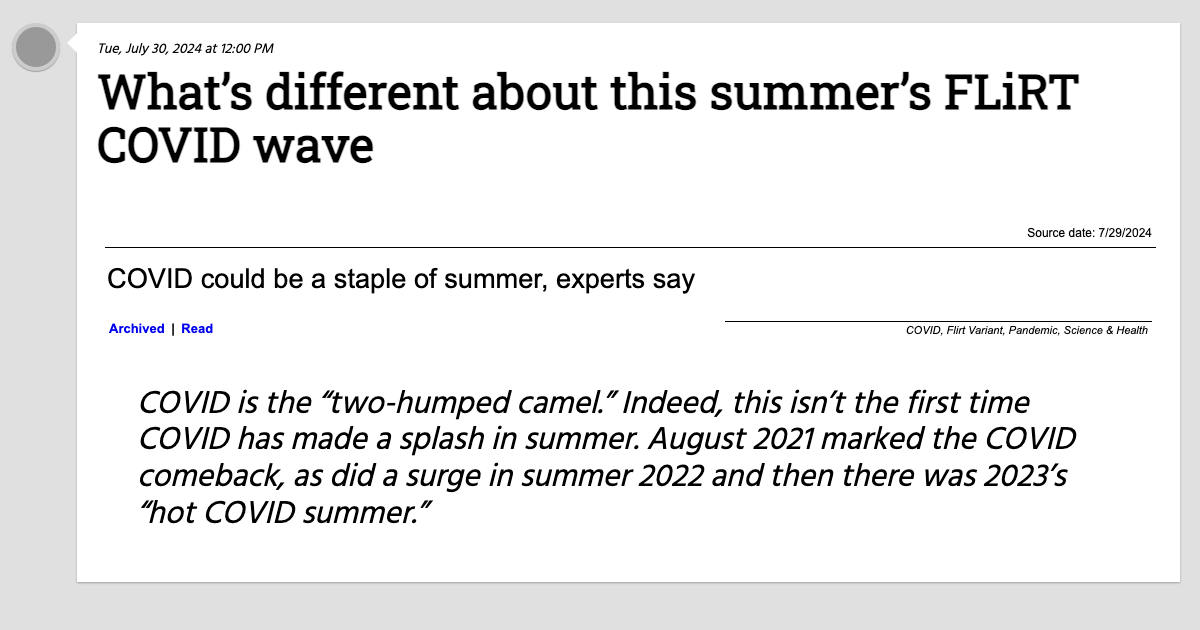 Tue, July 30, 2024 at 12:00 PM
What’s different about this summer’s FLiRT
COVID wave
Source date: 7/29/2024
COVID could be a staple of summer, experts say
Archived | Read
COVID, Flirt Variant, Pandemic, Science & Health
COVID is the “two-humped camel.” Indeed, this isn’t the first time
COVID has made a splash in summer. August 2021 marked the COVID
comeback, as did a surge in summer 2022 and then there was 2023’s
“hot COVID summer.”